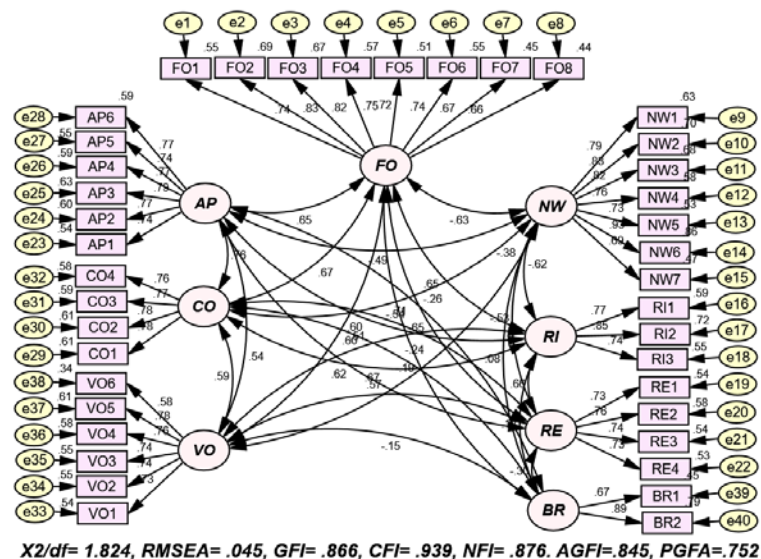 e1 e2 e3 e4 e5 e6 e7 e8
.55 .69 .67 .57 .51 .55 .45 .44
FO1 FO2 FO3 FO4 FO5 FO6 FO7 FO8
.74 .83 .82 .75 .72 .74 .67 .66
FO
.59
e28 AP6
e27 .55 AP5
e26 .59 AP4
e25 .63 AP3
e24 .60 AP2
e23 .54 AP1
.77
.74
.77
.79
.77
.74
AP
e32 .58 CO4
e31 .59 CO3
e30 .61 CO2
e29 .61 CO1
.76
.77
.78
.78
CO
e38 .34 VO6
e37 .61 VO5
e36 .58 VO4
e35 .55 VO3
e34 .55 VO2
e33 .54 VO1
.58
.78
.76
.74
.74
.73
VO
.63
NW1 e9
NW2 e10
NW3 e11
NW4 e12
NW5 e13
NW6 e14
NW7 e15
.79
.76
.73
NW
RI1 .59 e16
RI2 .72 e17
RI3 .55 e18
.77
.85
.74
RI
RE1 .54 e19
RE2 .58 e20
RE3 .54 e21
RE4 .53 e22
.73
.76
.74
.73
RE
BR1 e39
BR2 e40
.67
.89
BR
.65
-.63
.67
-.49
.65
-.38
-.26
-.62
.60
.65
-.24
.08
.59
.54
.62
.57
-.15
X2/df= 1.824, RMSEA= .045, GFI= .866, CFI= .939, NFI= .876. AGFI=.845, PGFA=.752